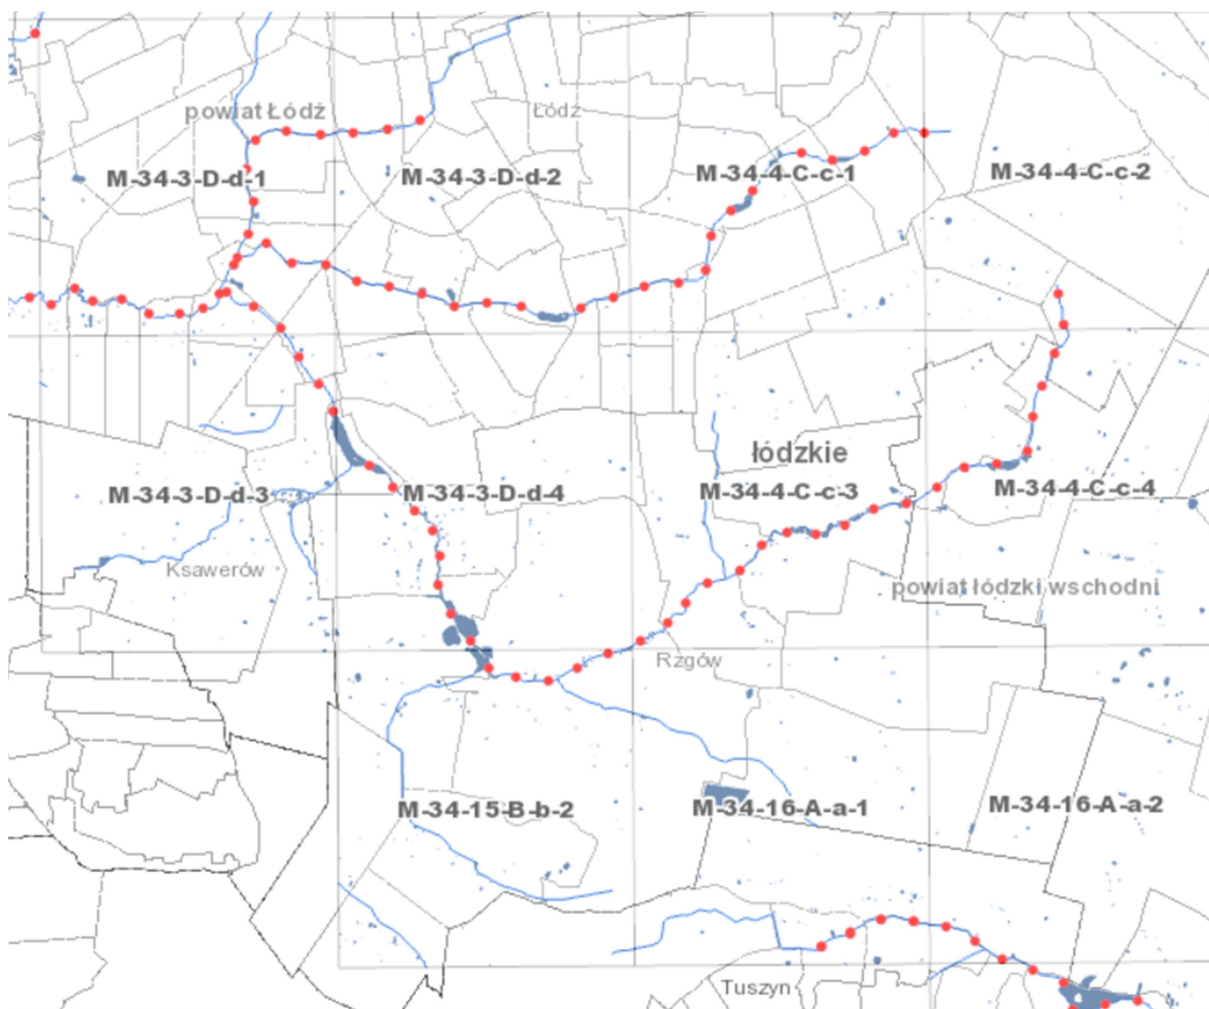 powiat Łódź
Łódź
M-34-3-D-d-1
M-34-3-D-d-2
M-34-4-C-c-1
M-34-4-C-c-2
łódzkie
M-34-3-D-d-3
M-34-3-D-d-4
M-34-4-C-c-3
M-34-4-C-c-4
Ksawerów
powiat łódzki wschodni
Rzgów
M-34-15-B-b-2
M-34-16-A-a-1
M-34-16-A-a-2
Tuszyn